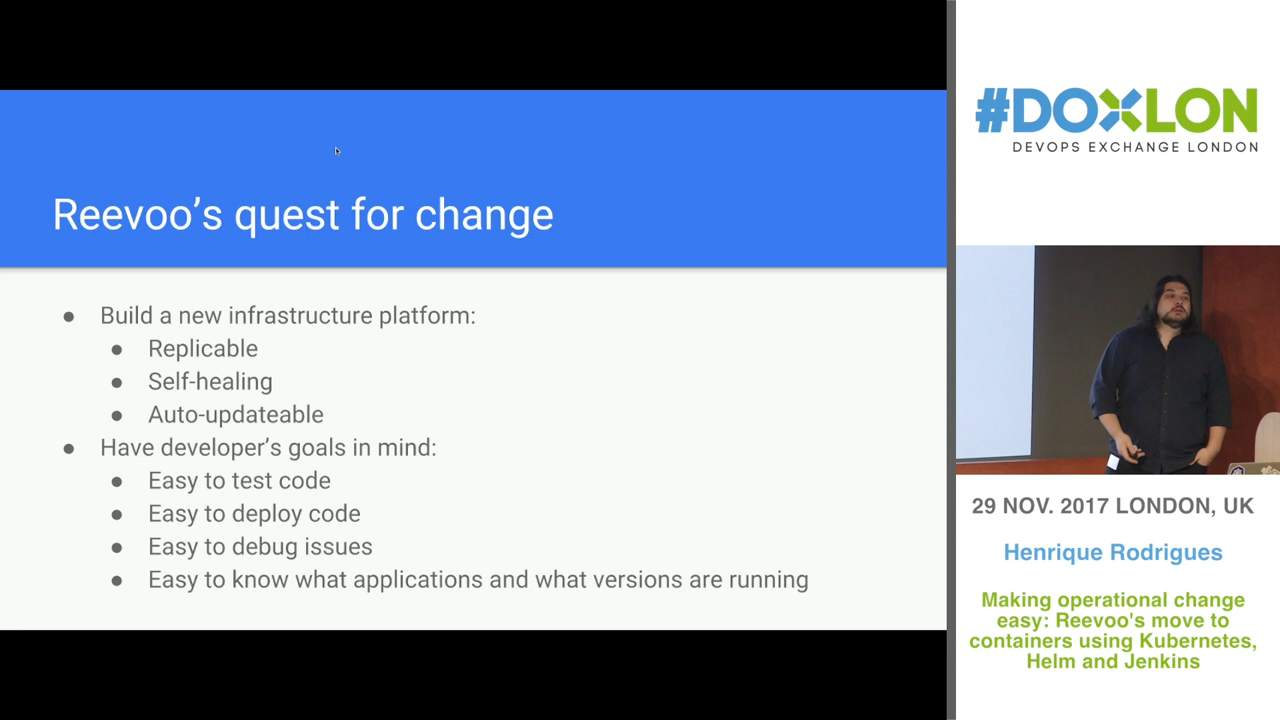 Reevoo’s quest for change
● Build a new infrastructure platform:
● Replicable
● Self-healing
● Auto-updateable
● Have developer’s goals in mind:
● Easy to test code
● Easy to deploy code
● Easy to debug issues
● Easy to know what applications and what versions are running
#DOXLON
DEVOPS EXCHANGE LONDON
29 NOV. 2017 LONDON, UK
Henrique Rodrigues
Making operational change
easy: Reevoo's move to
containers using Kubernetes,
Helm and Jenkins